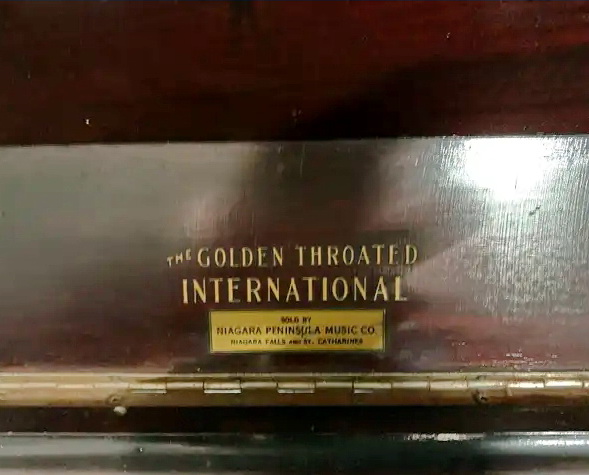 THE GOLDEN THROATED
INTERNATIONAL
SOLD BY
NIAGARA PENINSULA MUSIC CO
NIAGARA FALLS AND ST. CATHARINES